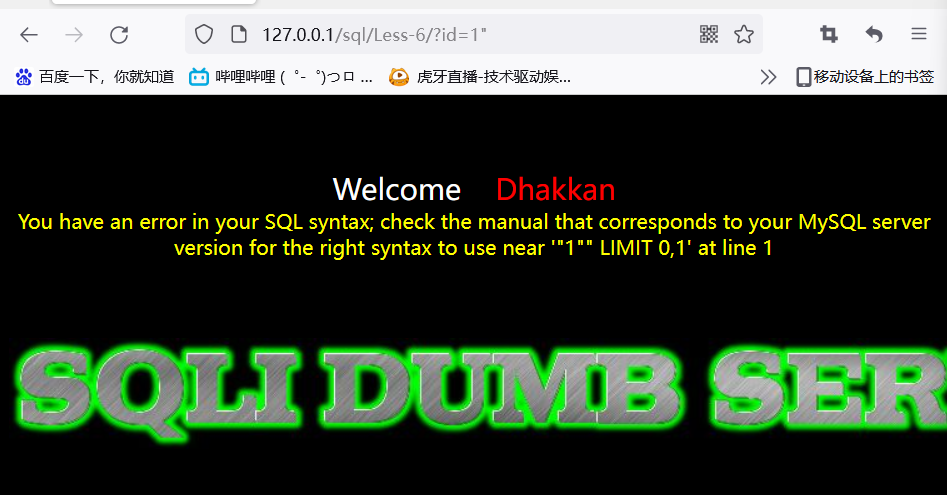 127.0.0.1/sql/Less-6/?id=1"
百度一下，你就知道 哔哩哔哩 ( ゜- ゜)つロ ... 虎牙直播-技术驱动娱... 移动设备上的书签
Welcome Dhakkan
You have an error in your SQL syntax; check the manual that corresponds to your MySQL server
version for the right syntax to use near '"1"" LIMIT 0,1' at line 1
SQLI DUMB SER